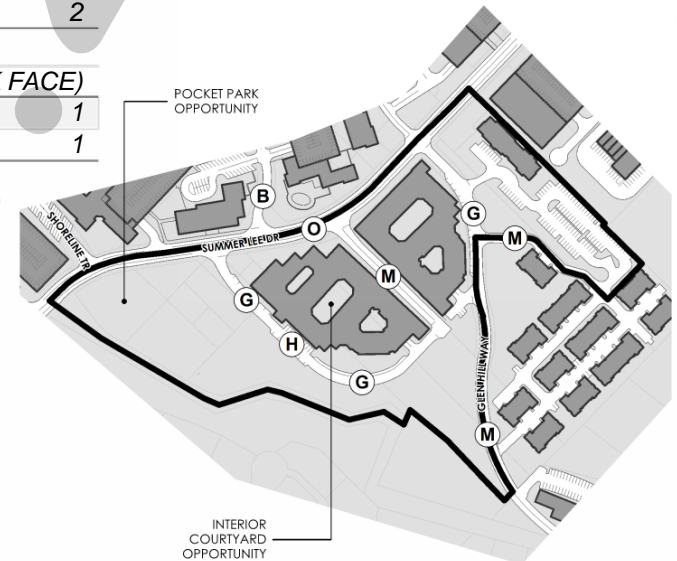 2
FACE)
1
1
POCKET PARK
OPPORTUNITY
B
SHORELINE TR
SUMMER LEE DR
O
G
M
M
G
H
G
GLENHILL WAY
M
INTERIOR
COURTYARD
OPPORTUNITY